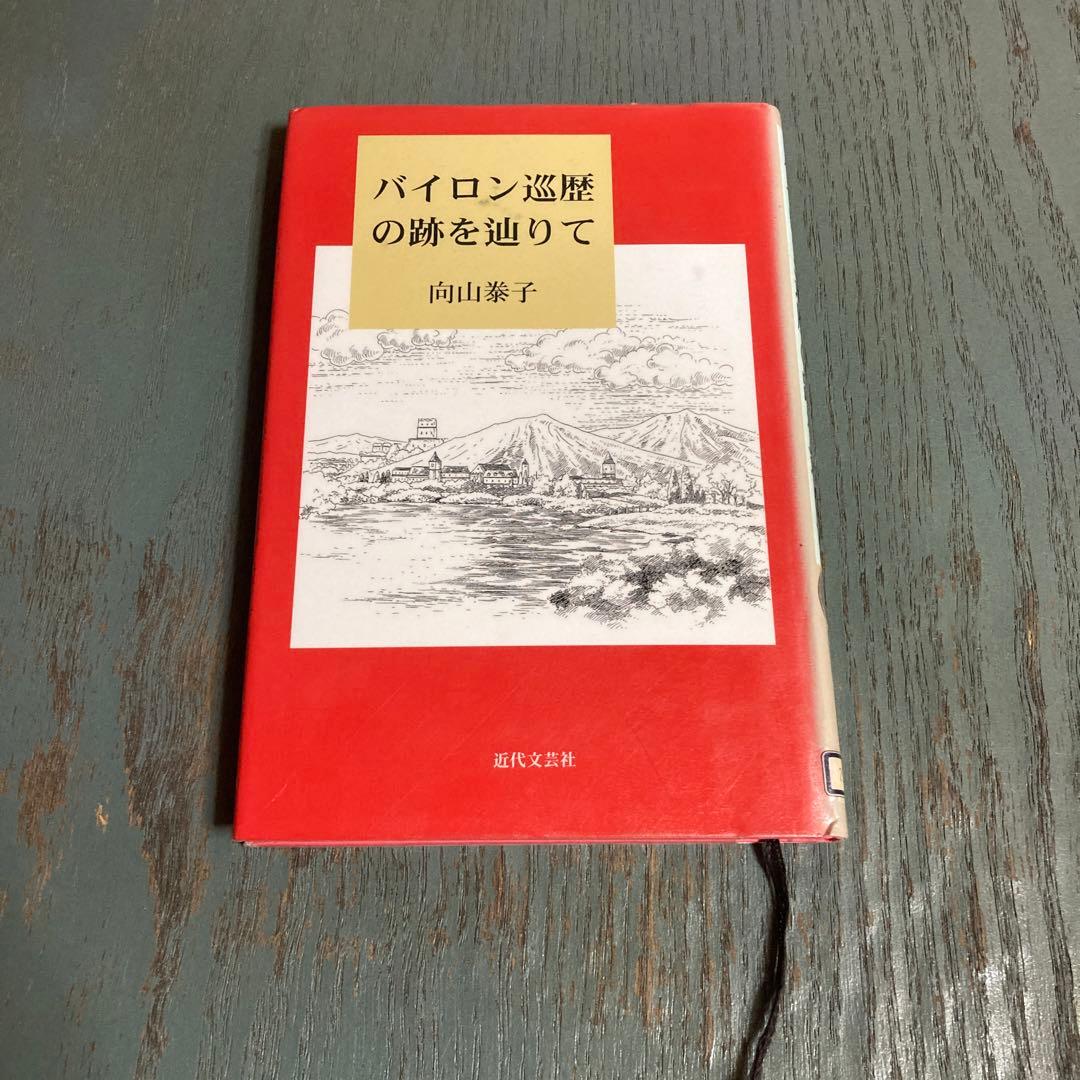 バイロン巡歴
の跡を辿りて
向山泰子
近代文芸社